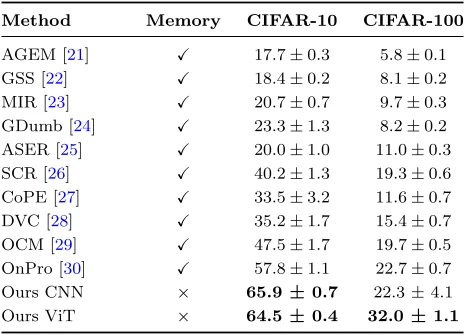 Method Memory CIFAR-10 CIFAR-100
AGEM [21] ✓ 17.7 ± 0.3 5.8 ± 0.1
GSS [22] ✓ 18.4 ± 0.2 8.1 ± 0.2
MIR [23] ✓ 20.7 ± 0.7 9.7 ± 0.3
GDumb [24] ✓ 23.3 ± 1.3 8.2 ± 0.2
ASER [25] ✓ 20.0 ± 1.0 11.0 ± 0.3
SCR [26] ✓ 40.2 ± 1.3 19.3 ± 0.6
CoPE [27] ✓ 33.5 ± 3.2 11.6 ± 0.7
DVC [28] ✓ 35.2 ± 1.7 15.4 ± 0.7
OCM [29] ✓ 47.5 ± 1.7 19.7 ± 0.5
OnPro [30] ✓ 57.8 ± 1.1 22.7 ± 0.7
Ours CNN × 65.9 ± 0.7 22.3 ± 4.1
Ours ViT × 64.5 ± 0.4 32.0 ± 1.1